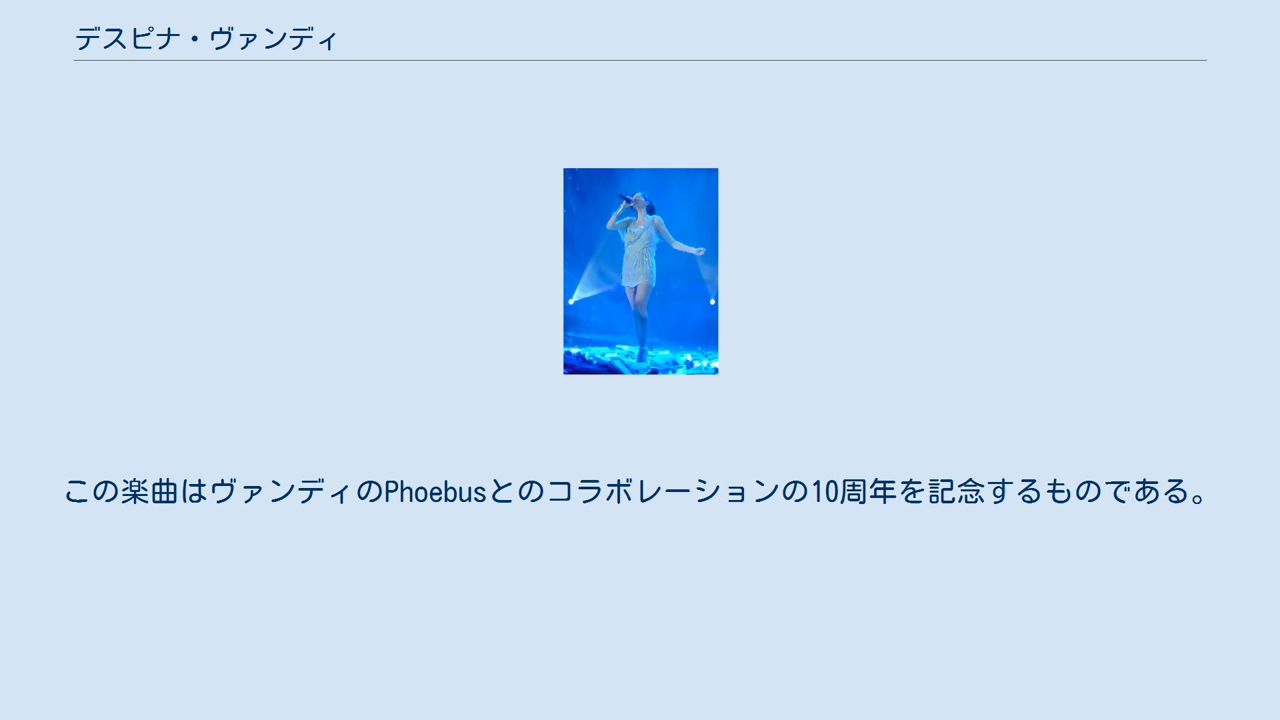 デスピナ・ヴァンディ
この楽曲はヴァンディのPhoebusとのコラボレーションの10周年を記念するものである。